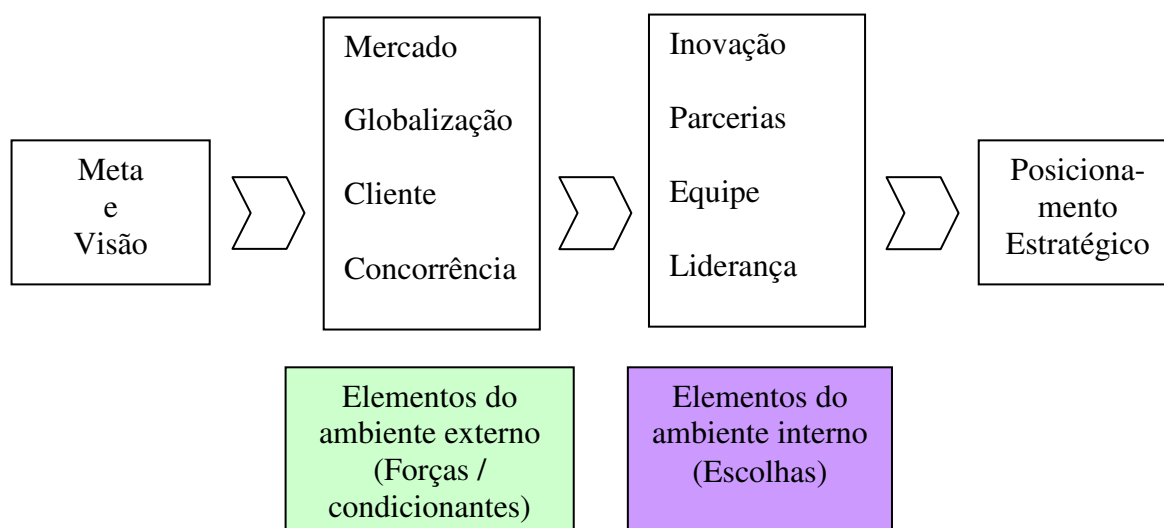 Meta
e
Visão
Mercado
Globalização
Cliente
Concorrência
Inovação
Parcerias
Equipe
Liderança
Posiciona-
mento
Estratégico
Elementos do
ambiente externo
(Forças /
condicionantes)
Elementos do
ambiente interno
(Escolhas)